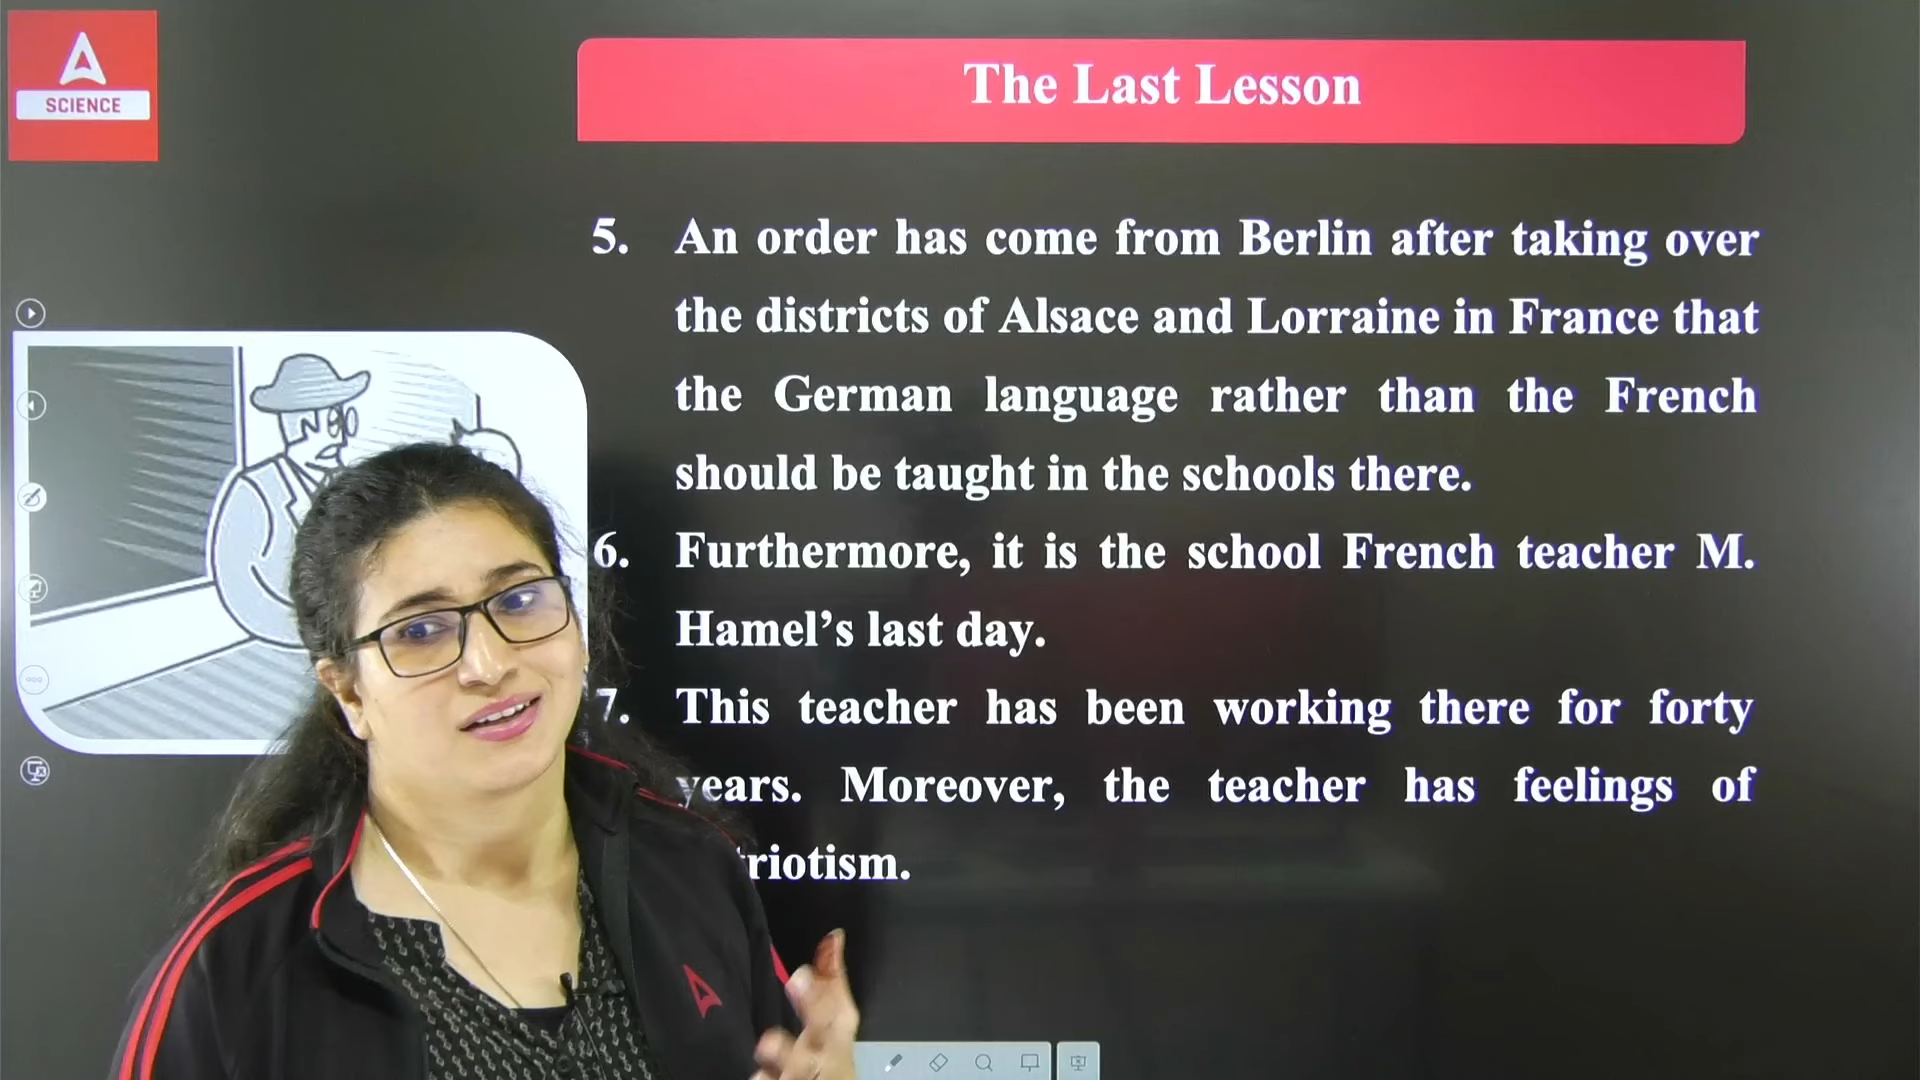 SCIENCE
The Last Lesson
5. An order has come from Berlin after taking over
the districts of Alsace and Lorraine in France that
the German language rather than the French
should be taught in the schools there.
6. Furthermore, it is the school French teacher M.
Hamel’s last day.
7. This teacher has been working there for forty
years. Moreover, the teacher has feelings of
triotism.